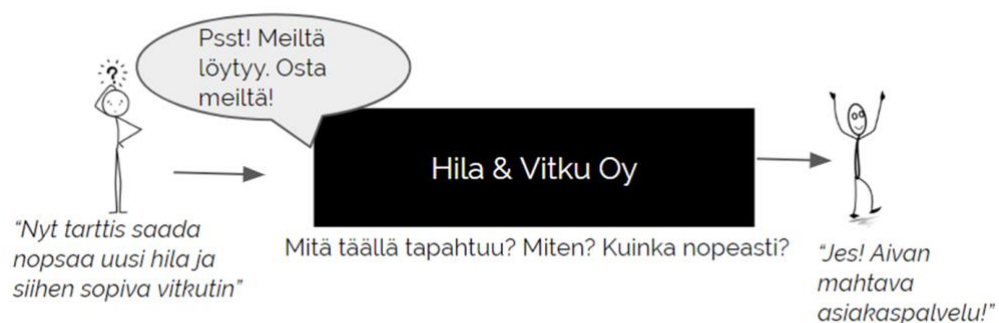 Psst! Meiltä
löytyy. Osta
meiltä!
?
Hila & Vitku Oy
"Nyt tarttis saada
nopsaa uusi hila ja
siihen sopiva vitkutin"
Mitä täällä tapahtuu? Miten? Kuinka nopeasti?
"Jes! Aivan
mahtava
asiakaspalvelu!"